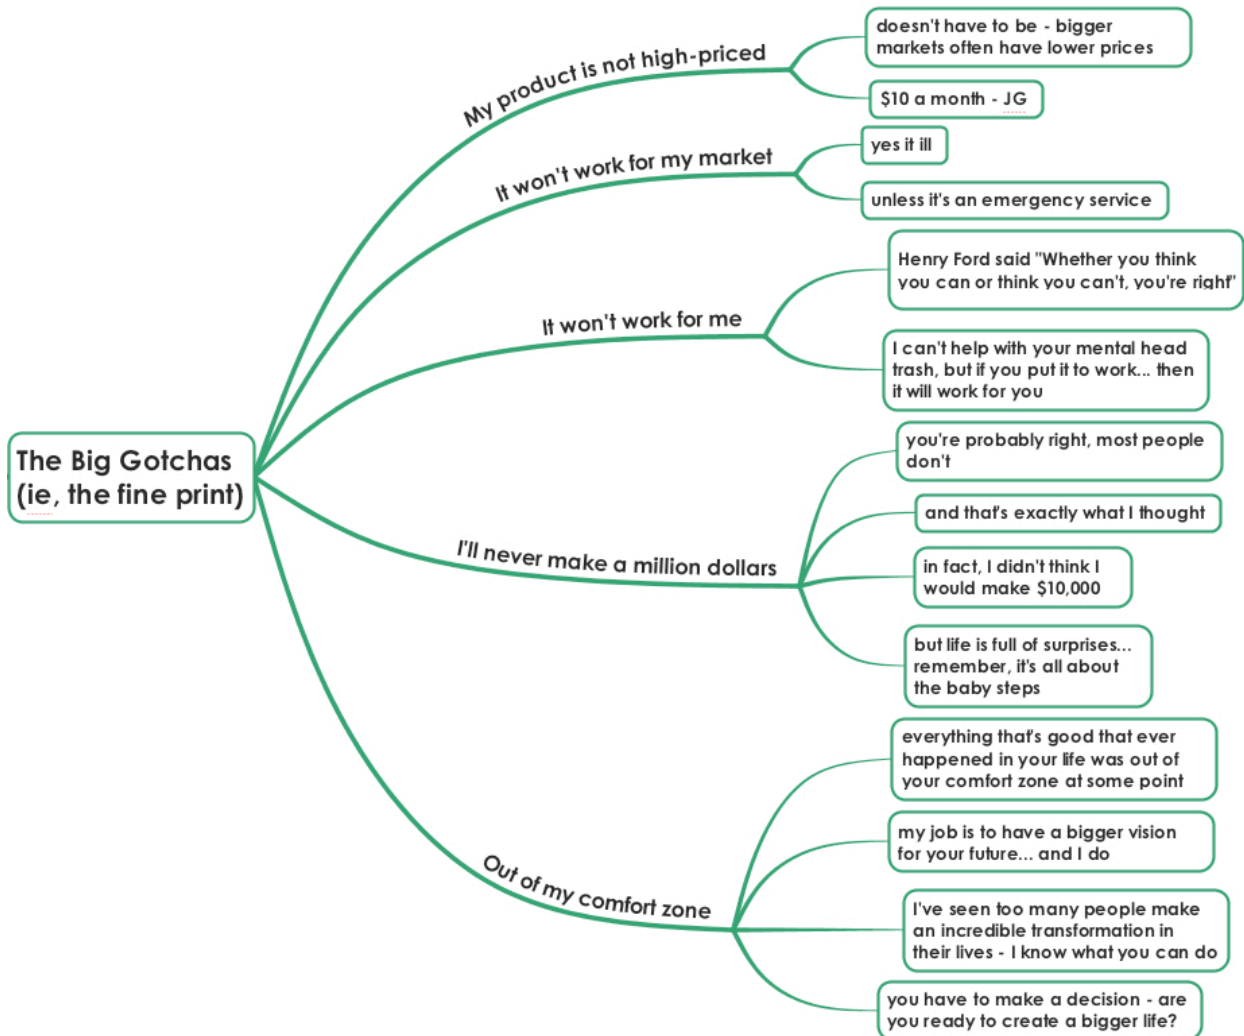 The Big Gotchas
(ie, the fine print)
My product is not high-priced
doesn't have to be - bigger
markets often have lower prices
$10 a month - JG
It won't work for my market
yes it ill
unless it's an emergency service
It won't work for me
Henry Ford said "Whether you think
you can or think you can't, you're right"
I can't help with your mental head
trash, but if you put it to work... then
it will work for you
I'll never make a million dollars
you're probably right, most people
don't
and that's exactly what I thought
in fact, I didn't think I
would make $10,000
but life is full of surprises...
remember, it's all about
the baby steps
Out of my comfort zone
everything that's good that ever
happened in your life was out of
your comfort zone at some point
my job is to have a bigger vision
for your future... and I do
I've seen too many people make
an incredible transformation in
their lives - I know what you can do
you have to make a decision - are
you ready to create a bigger life?